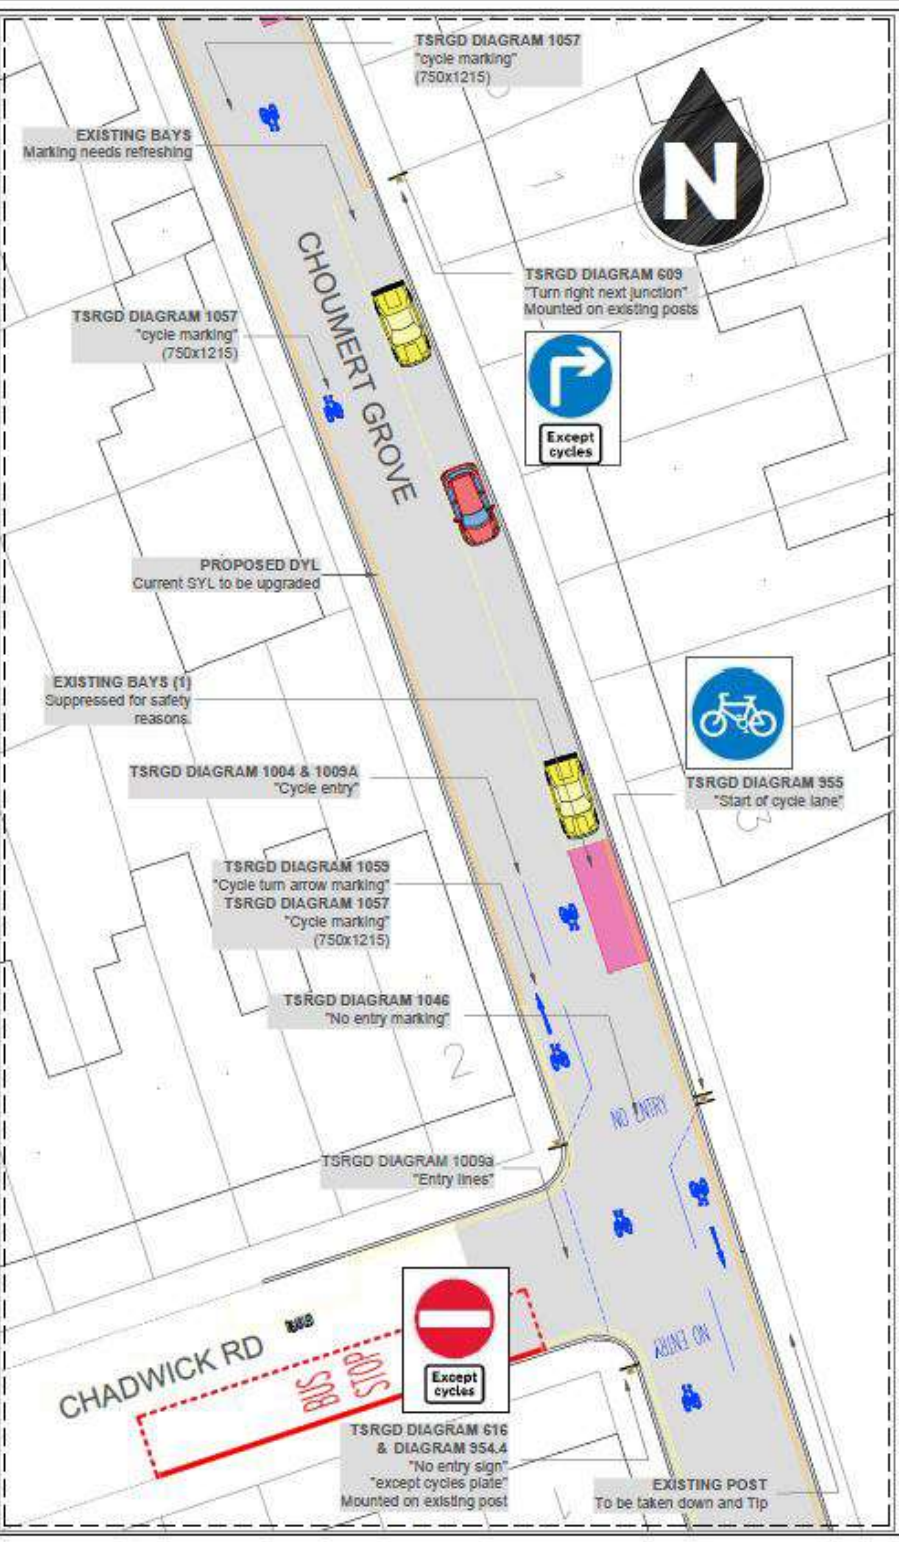 TSRGD DIAGRAM 1057
"cycle marking"
(750x1215)
EXISTING BAYS
Marking needs refreshing
N
1
TSRGD DIAGRAM 609
"Turn right next junction"
Mounted on existing posts
CHOUMERT GROVE
TSRGD DIAGRAM 1057
"cycle marking"
(750x1215)
Except
cycles
PROPOSED DYL
Current SYL to be upgraded
EXISTING BAYS (1)
Suppressed for safety
reasons.
TSRGD DIAGRAM 1004 & 1009A
"Cycle entry"
TSRGD DIAGRAM 955
"Start of cycle lane"
3
TSRGD DIAGRAM 1059
"Cycle turn arrow marking"
TSRGD DIAGRAM 1057
"Cycle marking"
(750x1215)
TSRGD DIAGRAM 1046
"No entry marking"
2
NO ENTRY
TSRGD DIAGRAM 1009a
"Entry lines"
NO ENTRY
CHADWICK RD
BUS
STOP
Except
cycles
TSRGD DIAGRAM 616
& DIAGRAM 954.4
"No entry sign"
"except cycles plate"
Mounted on existing post
EXISTING POST
To be taken down and Tip